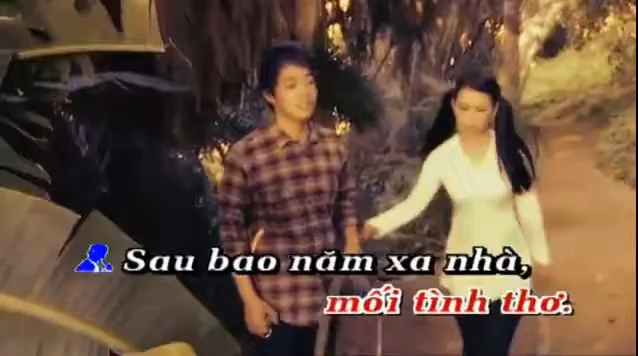 Sau bao năm xa nhà,
mối tình thơ.